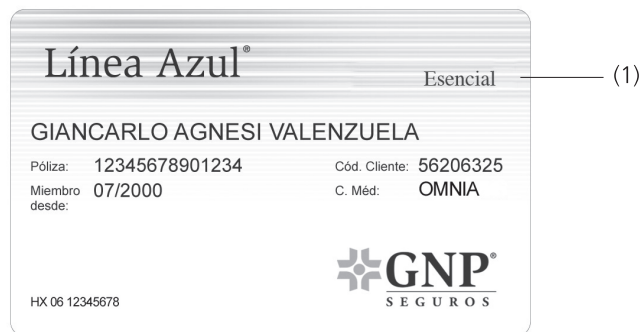 Línea Azul®
Esencial
(1)
GIANCARLO AGNESI VALENZUELA
Póliza: 12345678901234 Cód. Cliente: 56206325
Miembro desde: 07/2000 C. Méd: OMNIA
GNP®
SEGUROS
HX 06 12345678